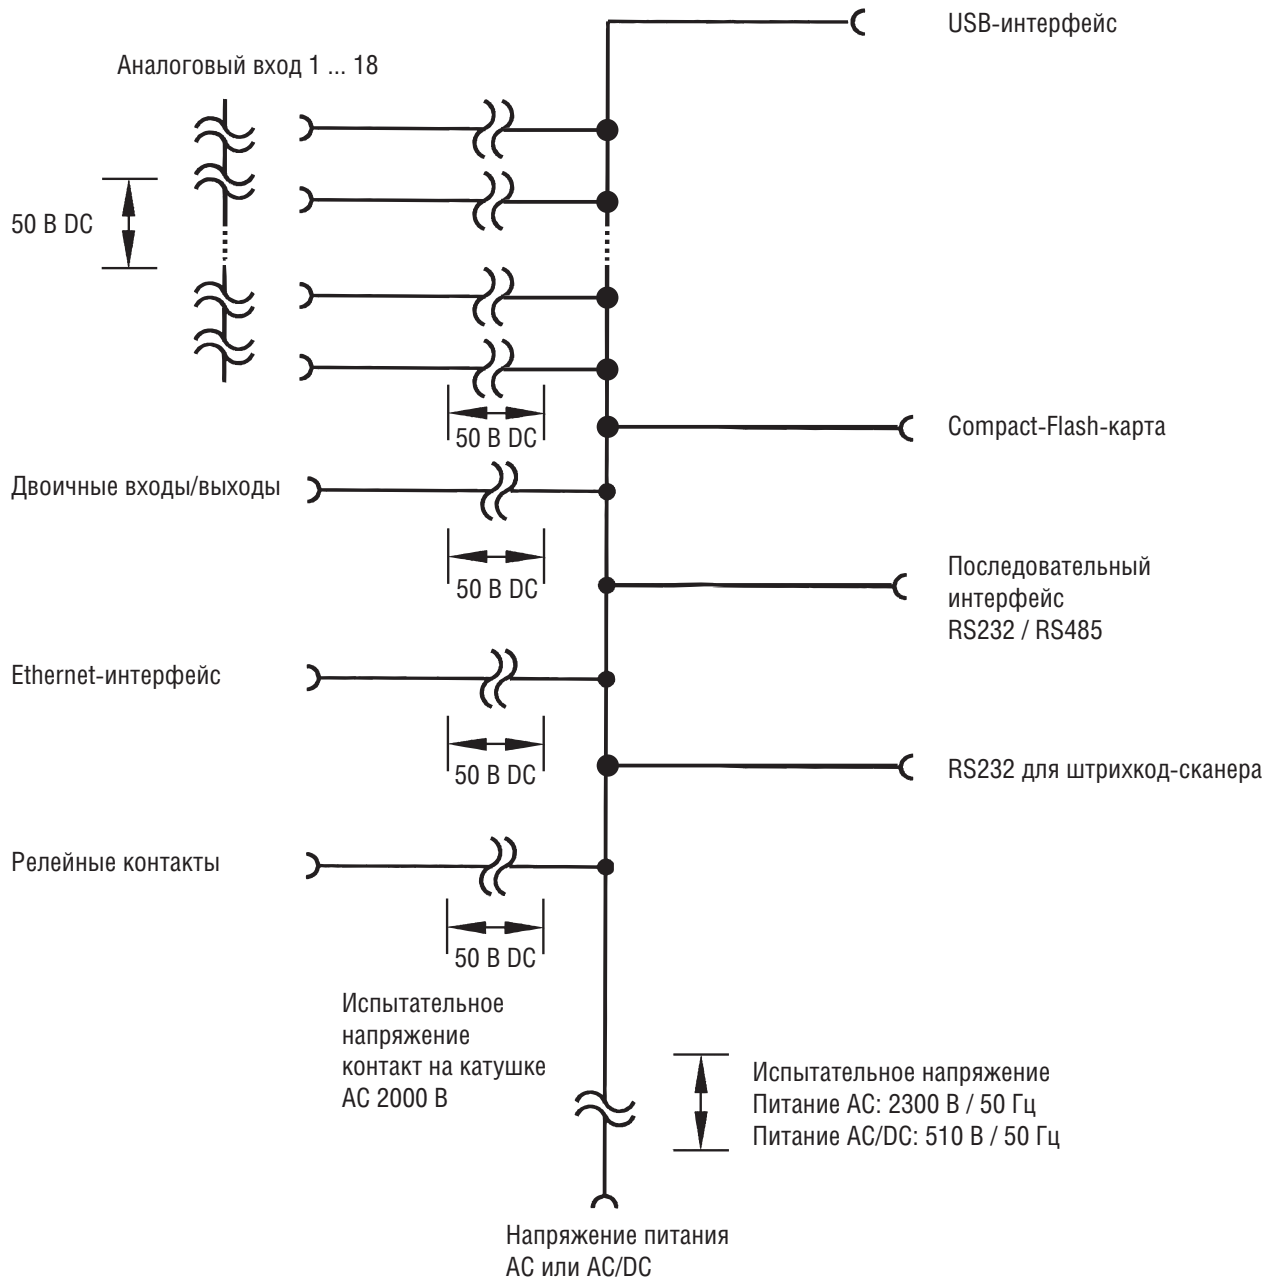 USB-интерфейс
Аналоговый вход 1 ... 18
50 В DC
50 В DC
Compact-Flash-карта
Двоичные входы/выходы
50 В DC
Последовательный
интерфейс
RS232 / RS485
Ethernet-интерфейс
50 В DC
RS232 для штрихкод-сканера
Релейные контакты
50 В DC
Испытательное
напряжение
контакт на катушке
AC 2000 В
Испытательное напряжение
Питание AC: 2300 В / 50 Гц
Питание AC/DC: 510 В / 50 Гц
Напряжение питания
AC или AC/DC